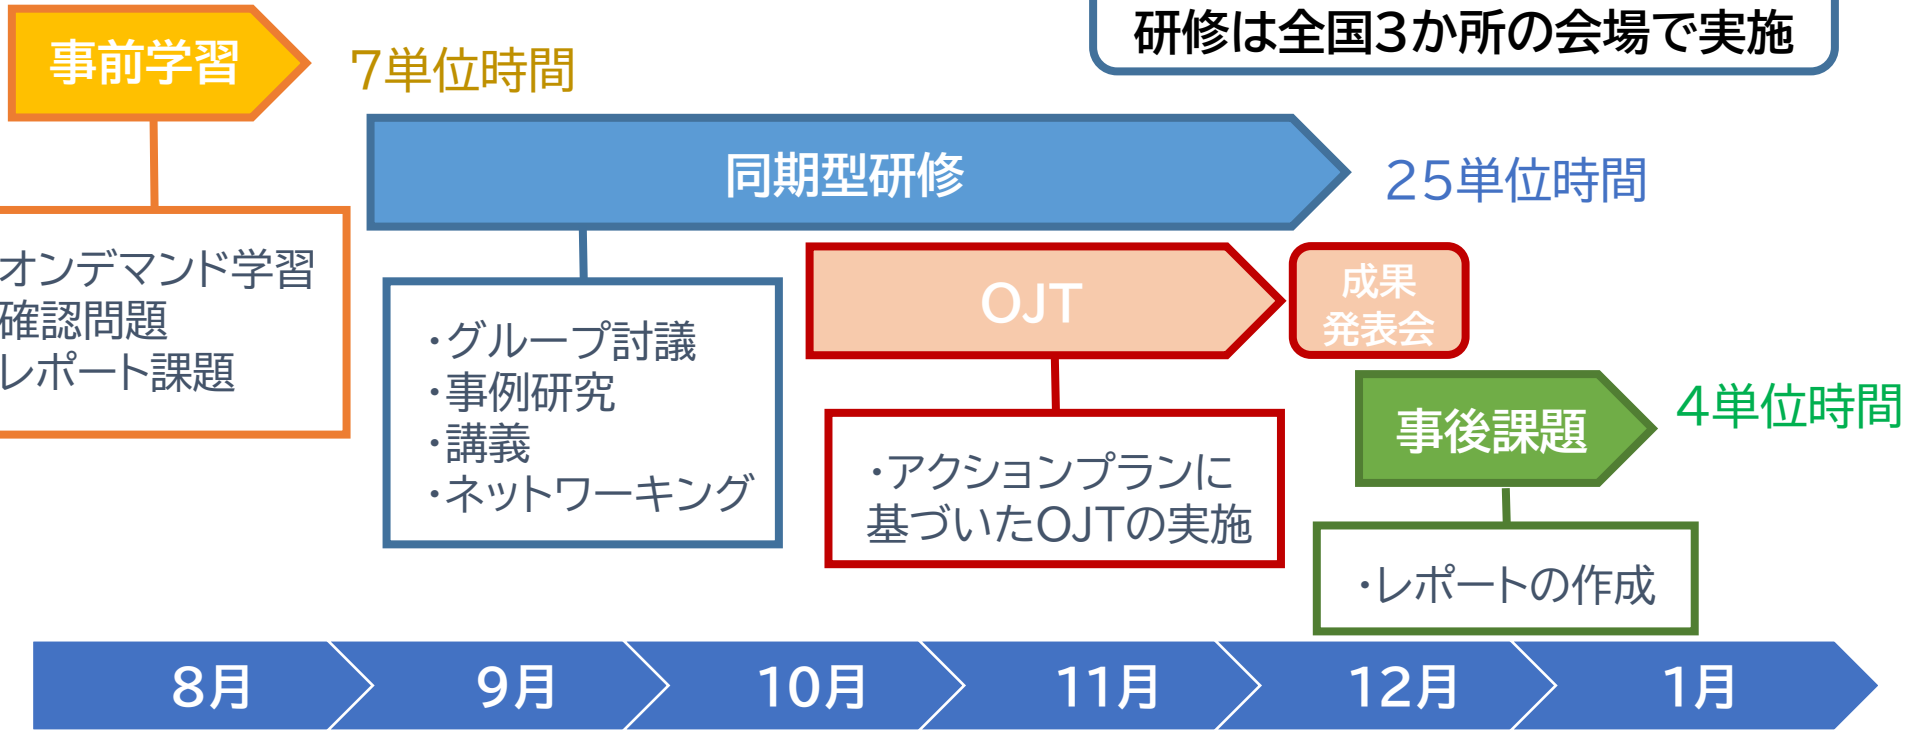 研修は全国3か所の会場で実施
事前学習
7単位時間
同期型研修
25単位時間
オンデマンド学習
確認問題
レポート課題
・グループ討議
・事例研究
・講義
・ネットワーキング
OJT
成果
発表会
・アクションプランに
基づいたOJTの実施
事後課題
4単位時間
・レポートの作成
8月
9月
10月
11月
12月
1月